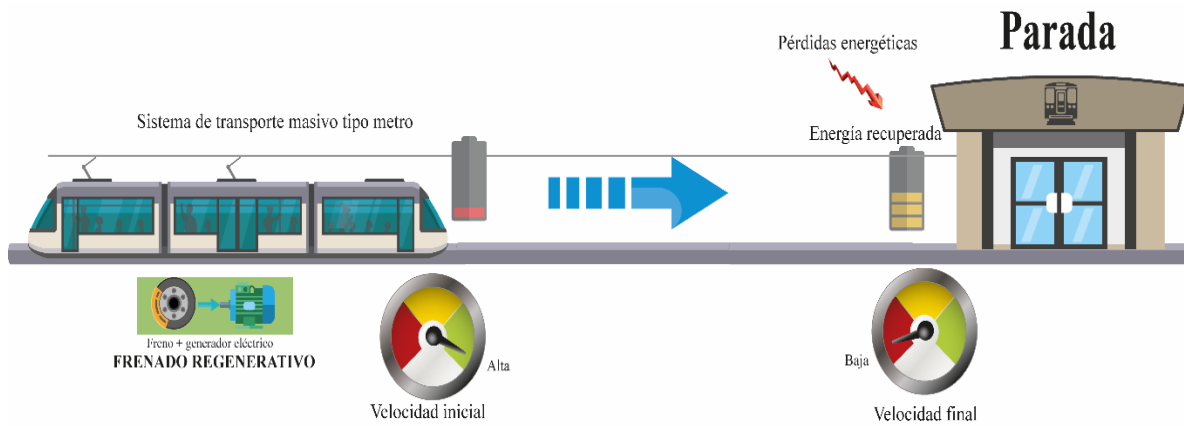 Parada
Pérdidas energéticas
Sistema de transporte masivo tipo metro
Energía recuperada
Freno + generador eléctrico
FRENADO REGENERATIVO
Alta
Velocidad inicial
Baja
Velocidad final